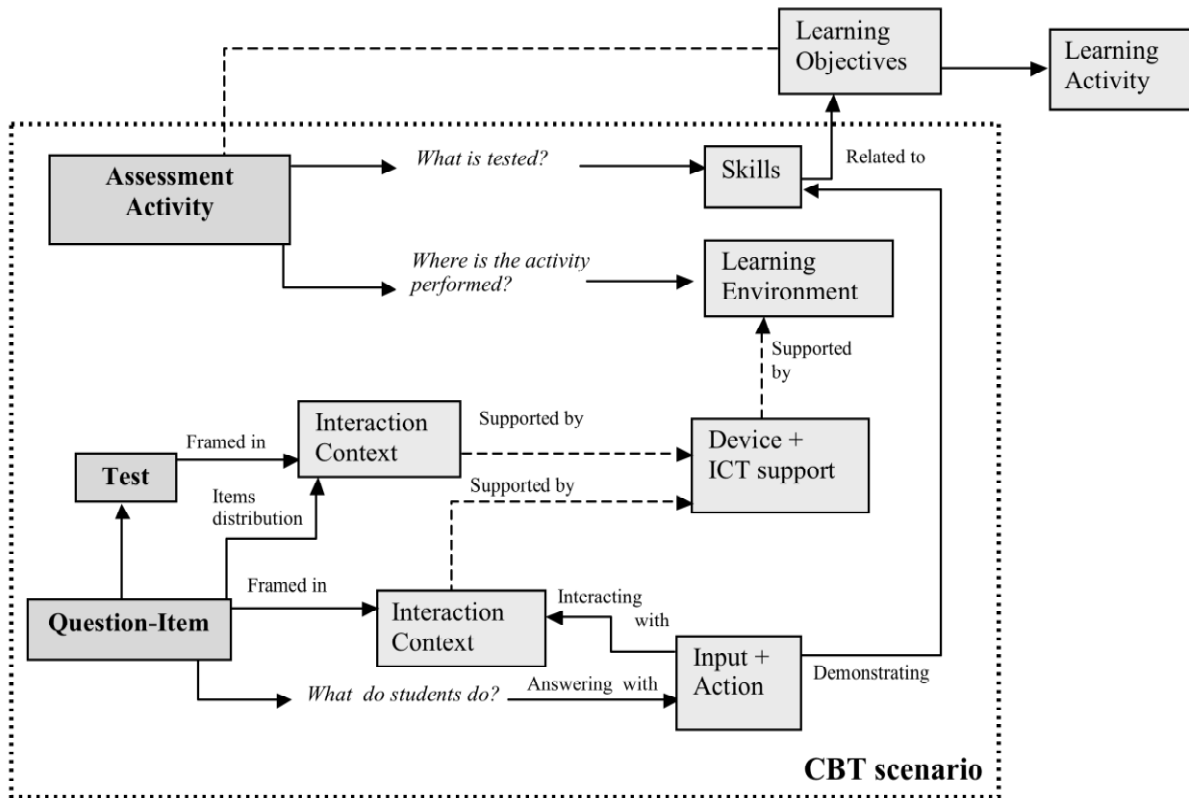 Learning
Objectives
Learning
Activity
Assessment
Activity
What is tested?
Skills
Related to
Where is the activity
performed?
Learning
Environment
Supported
by
Interaction
Context
Supported by
Device +
ICT support
Framed in
Test
Items
distribution
Supported by
Framed in
Question-Item
Interaction
Context
Interacting
with
Input +
Action
Demonstrating
What do students do?
Answering with
CBT scenario